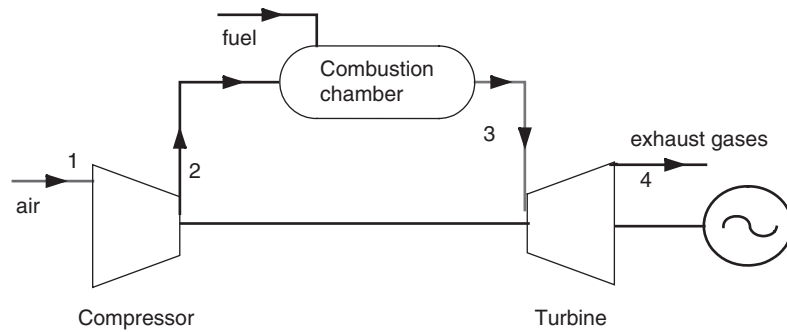 fuel
Combustion
chamber
1
air
2
3
exhaust gases
4
Compressor
Turbine